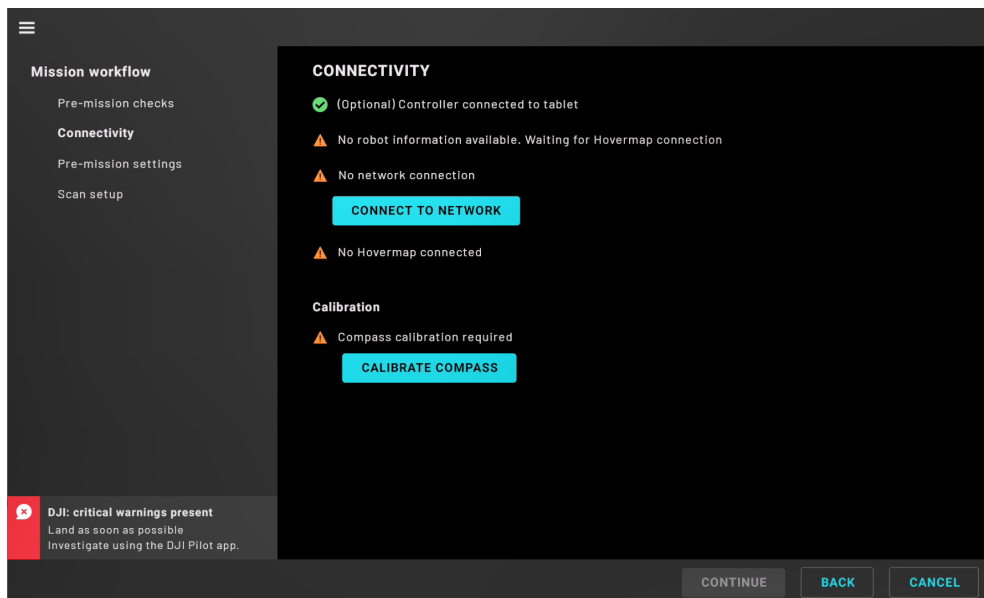 Mission workflow
Pre-mission checks
Connectivity
Pre-mission settings
Scan setup
CONNECTIVITY
(Optional) Controller connected to tablet
No robot information available. Waiting for Hovermap connection
No network connection
CONNECT TO NETWORK
No Hovermap connected
Calibration
Compass calibration required
CALIBRATE COMPASS
DJI: critical warnings present
Land as soon as possible
Investigate using the DJI Pilot app.
CONTINUE
BACK
CANCEL